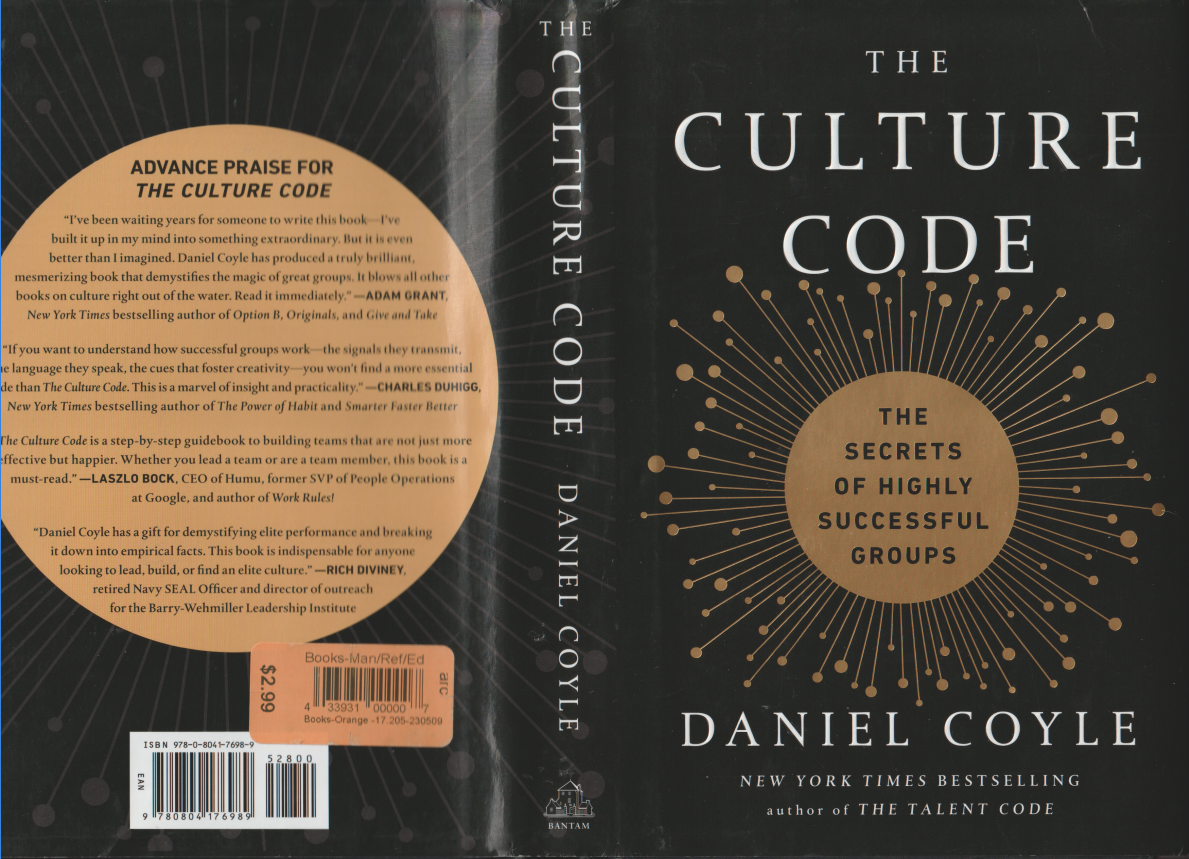 ADVANCE PRAISE FOR
THE CULTURE CODE
“I’ve been waiting years for someone to write this book—I’ve
built it up in my mind into something extraordinary. But it is even
better than I imagined. Daniel Coyle has produced a truly brilliant,
mesmerizing book that demystifies the magic of great groups. It blows all other
books on culture right out of the water. Read it immediately.” —ADAM GRANT,
New York Times bestselling author of Option B, Originals, and Give and Take
“If you want to understand how successful groups work—the signals they transmit,
language they speak, the cues that foster creativity—you won’t find a more essential
than The Culture Code. This is a marvel of insight and practicality.” —CHARLES DUHIGG,
New York Times bestselling author of The Power of Habit and Smarter Faster Better
The Culture Code is a step-by-step guidebook to building teams that are not just more
effective but happier. Whether you lead a team or are a team member, this book is a
must-read.” —LASZLO BOCK, CEO of Humu, former SVP of People Operations
at Google, and author of Work Rules!
“Daniel Coyle has a gift for demystifying elite performance and breaking
it down into empirical facts. This book is indispensable for anyone
looking to lead, build, or find an elite culture.” —RICH DIVINEY,
retired Navy SEAL Officer and director of outreach
for the Barry-Wehmiller Leadership Institute
Books-Man/Ref/Ed
$2.99
arc
4 33931 00000 7
Books-Orange -17.205-230509
ISBN 978-0-8041-7698-9
52800
EAN
9 780804 176989
THE CULTURE CODE DANIEL COYLE
BANTAM
THE
CULTURE
CODE
THE
SECRETS
OF HIGHLY
SUCCESSFUL
GROUPS
DANIEL COYLE
NEW YORK TIMES BESTSELLING
author of THE TALENT CODE